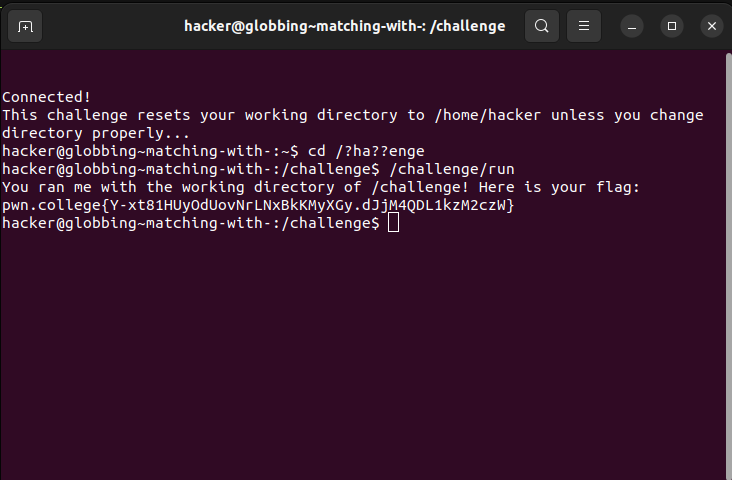 hacker@globbing~matching-with-: /challenge
Connected!
This challenge resets your working directory to /home/hacker unless you change
directory properly...
hacker@globbing~matching-with-:~$ cd /?ha??enge
hacker@globbing~matching-with-:/challenge$ /challenge/run
You ran me with the working directory of /challenge! Here is your flag:
pwn.college{Y-xt81HUyOdUovNrLNxBkKMyXGy.dJjM4QDL1kzM2czW}
hacker@globbing~matching-with-:/challenge$